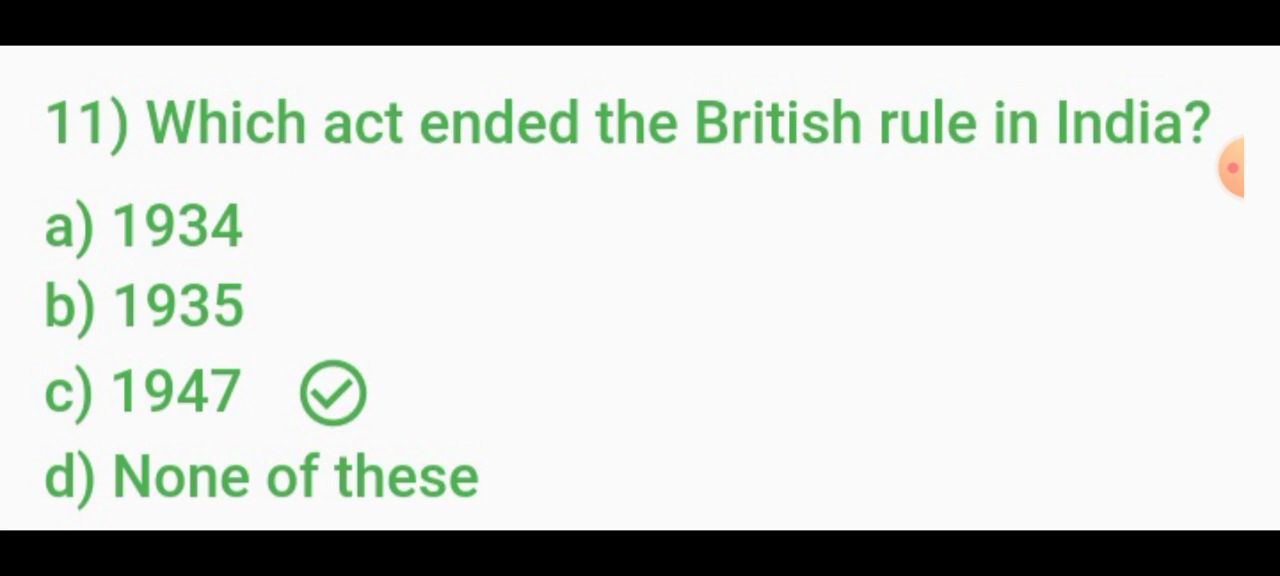 11) Which act ended the British rule in India?
a) 1934
b) 1935
c) 1947
d) None of these